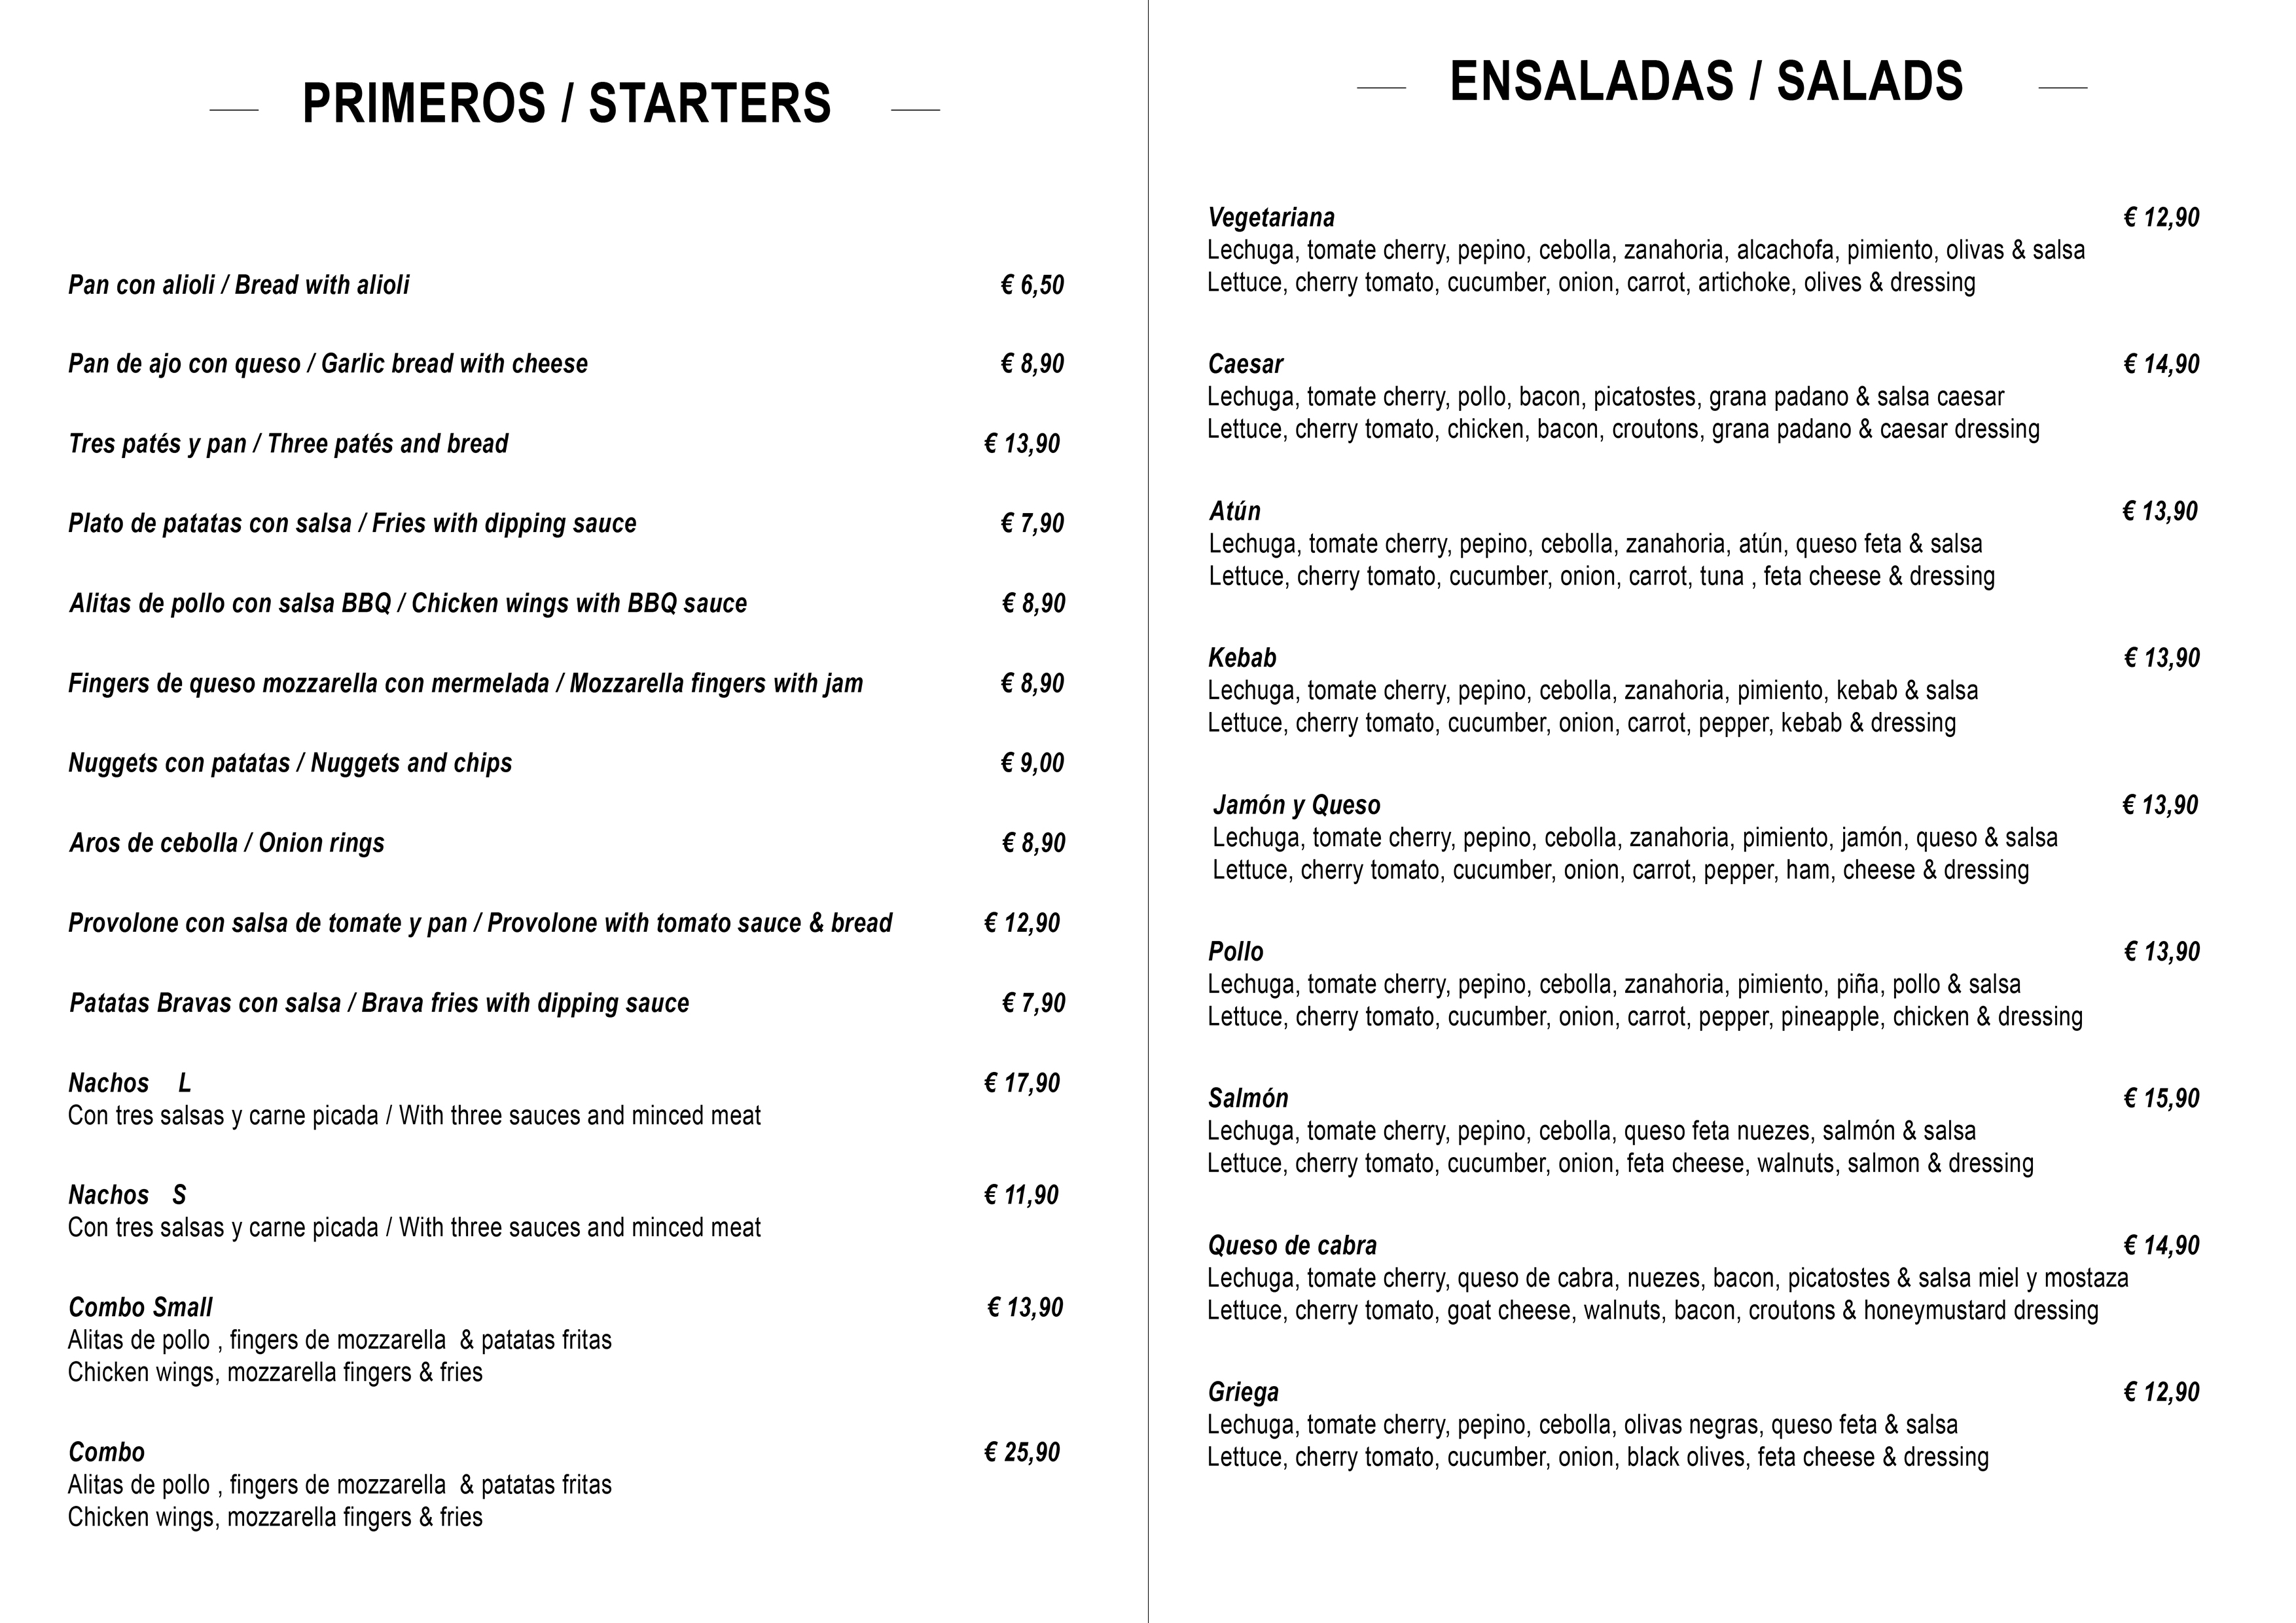 PRIMEROS / STARTERS
Pan con alioli / Bread with alioli € 6,50
Pan de ajo con queso / Garlic bread with cheese € 8,90
Tres patés y pan / Three patés and bread € 13,90
Plato de patatas con salsa / Fries with dipping sauce € 7,90
Alitas de pollo con salsa BBQ / Chicken wings with BBQ sauce € 8,90
Fingers de queso mozzarella con mermelada / Mozzarella fingers with jam € 8,90
Nuggets con patatas / Nuggets and chips € 9,00
Aros de cebolla / Onion rings € 8,90
Provolone con salsa de tomate y pan / Provolone with tomato sauce & bread € 12,90
Patatas Bravas con salsa / Brava fries with dipping sauce € 7,90
Nachos L € 17,90
Con tres salsas y carne picada / With three sauces and minced meat
Nachos S € 11,90
Con tres salsas y carne picada / With three sauces and minced meat
Combo Small € 13,90
Alitas de pollo , fingers de mozzarella & patatas fritas
Chicken wings, mozzarella fingers & fries
Combo € 25,90
Alitas de pollo , fingers de mozzarella & patatas fritas
Chicken wings, mozzarella fingers & fries
ENSALADAS / SALADS
Vegetariana € 12,90
Lechuga, tomate cherry, pepino, cebolla, zanahoria, alcachofa, pimiento, olivas & salsa
Lettuce, cherry tomato, cucumber, onion, carrot, artichoke, olives & dressing
Caesar € 14,90
Lechuga, tomate cherry, pollo, bacon, picatostes, grana padano & salsa caesar
Lettuce, cherry tomato, chicken, bacon, croutons, grana padano & caesar dressing
Atún € 13,90
Lechuga, tomate cherry, pepino, cebolla, zanahoria, atún, queso feta & salsa
Lettuce, cherry tomato, cucumber, onion, carrot, tuna , feta cheese & dressing
Kebab € 13,90
Lechuga, tomate cherry, pepino, cebolla, zanahoria, pimiento, kebab & salsa
Lettuce, cherry tomato, cucumber, onion, carrot, pepper, kebab & dressing
Jamón y Queso € 13,90
Lechuga, tomate cherry, pepino, cebolla, zanahoria, pimiento, jamón, queso & salsa
Lettuce, cherry tomato, cucumber, onion, carrot, pepper, ham, cheese & dressing
Pollo € 13,90
Lechuga, tomate cherry, pepino, cebolla, zanahoria, pimiento, piña, pollo & salsa
Lettuce, cherry tomato, cucumber, onion, carrot, pepper, pineapple, chicken & dressing
Salmón € 15,90
Lechuga, tomate cherry, pepino, cebolla, queso feta nuezes, salmón & salsa
Lettuce, cherry tomato, cucumber, onion, feta cheese, walnuts, salmon & dressing
Queso de cabra € 14,90
Lechuga, tomate cherry, queso de cabra, nuezes, bacon, picatostes & salsa miel y mostaza
Lettuce, cherry tomato, goat cheese, walnuts, bacon, croutons & honeymustard dressing
Griega € 12,90
Lechuga, tomate cherry, pepino, cebolla, olivas negras, queso feta & salsa
Lettuce, cherry tomato, cucumber, onion, black olives, feta cheese & dressing